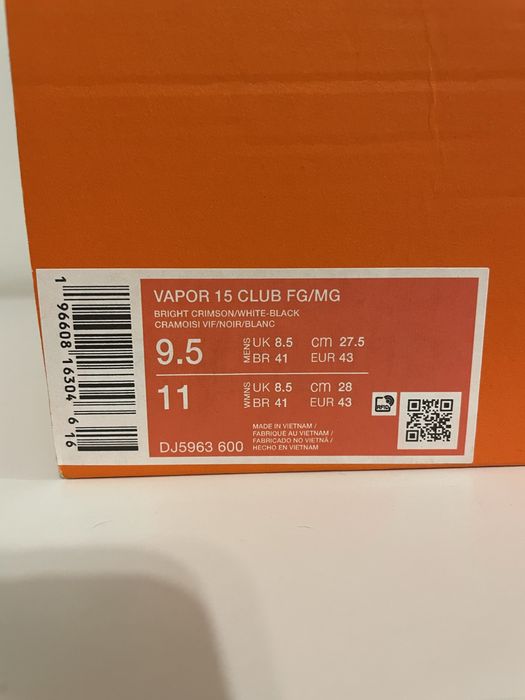 VAPOR 15 CLUB FG/MG
BRIGHT CRIMSON/WHITE-BLACK
CRAMOISI VIF/NOIR/BLANC
9.5 MENS UK 8.5 cm 27.5
BR 41 EUR 43
11 WMNS UK 8.5 cm 28
BR 41 EUR 43
DJ5963 600
MADE IN VIETNAM /
FABRIQUE AU VIETNAM /
FABRICADO NO VIETNÃ /
HECHO EN VIETNAM
1 96608 16304 6 16